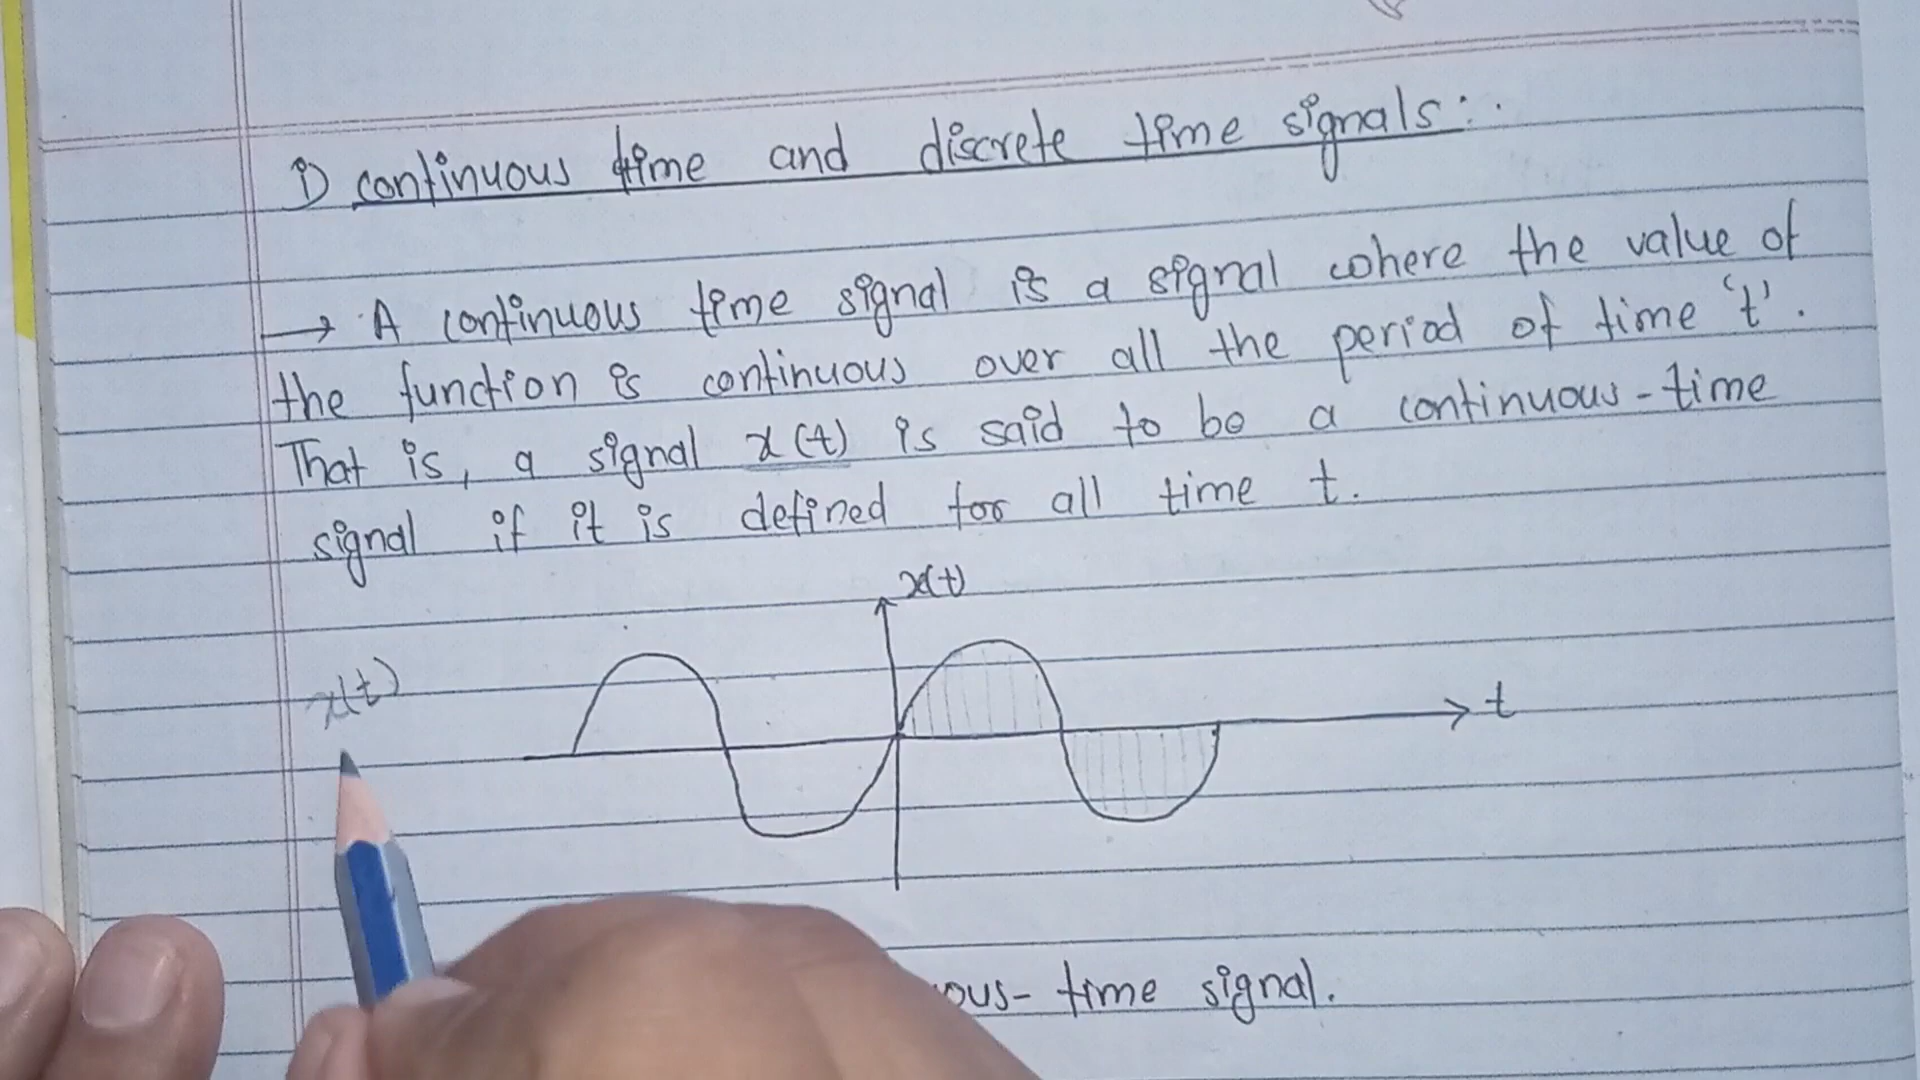 i) continuous time and discrete time signals:.
→ A continuous time signal is a signal where the value of
the function is continuous over all the period of time 't'.
That is, a signal x(t) is said to be a continuous-time
signal if it is defined for all time t.
x(t)
x(t)
t
time signal.